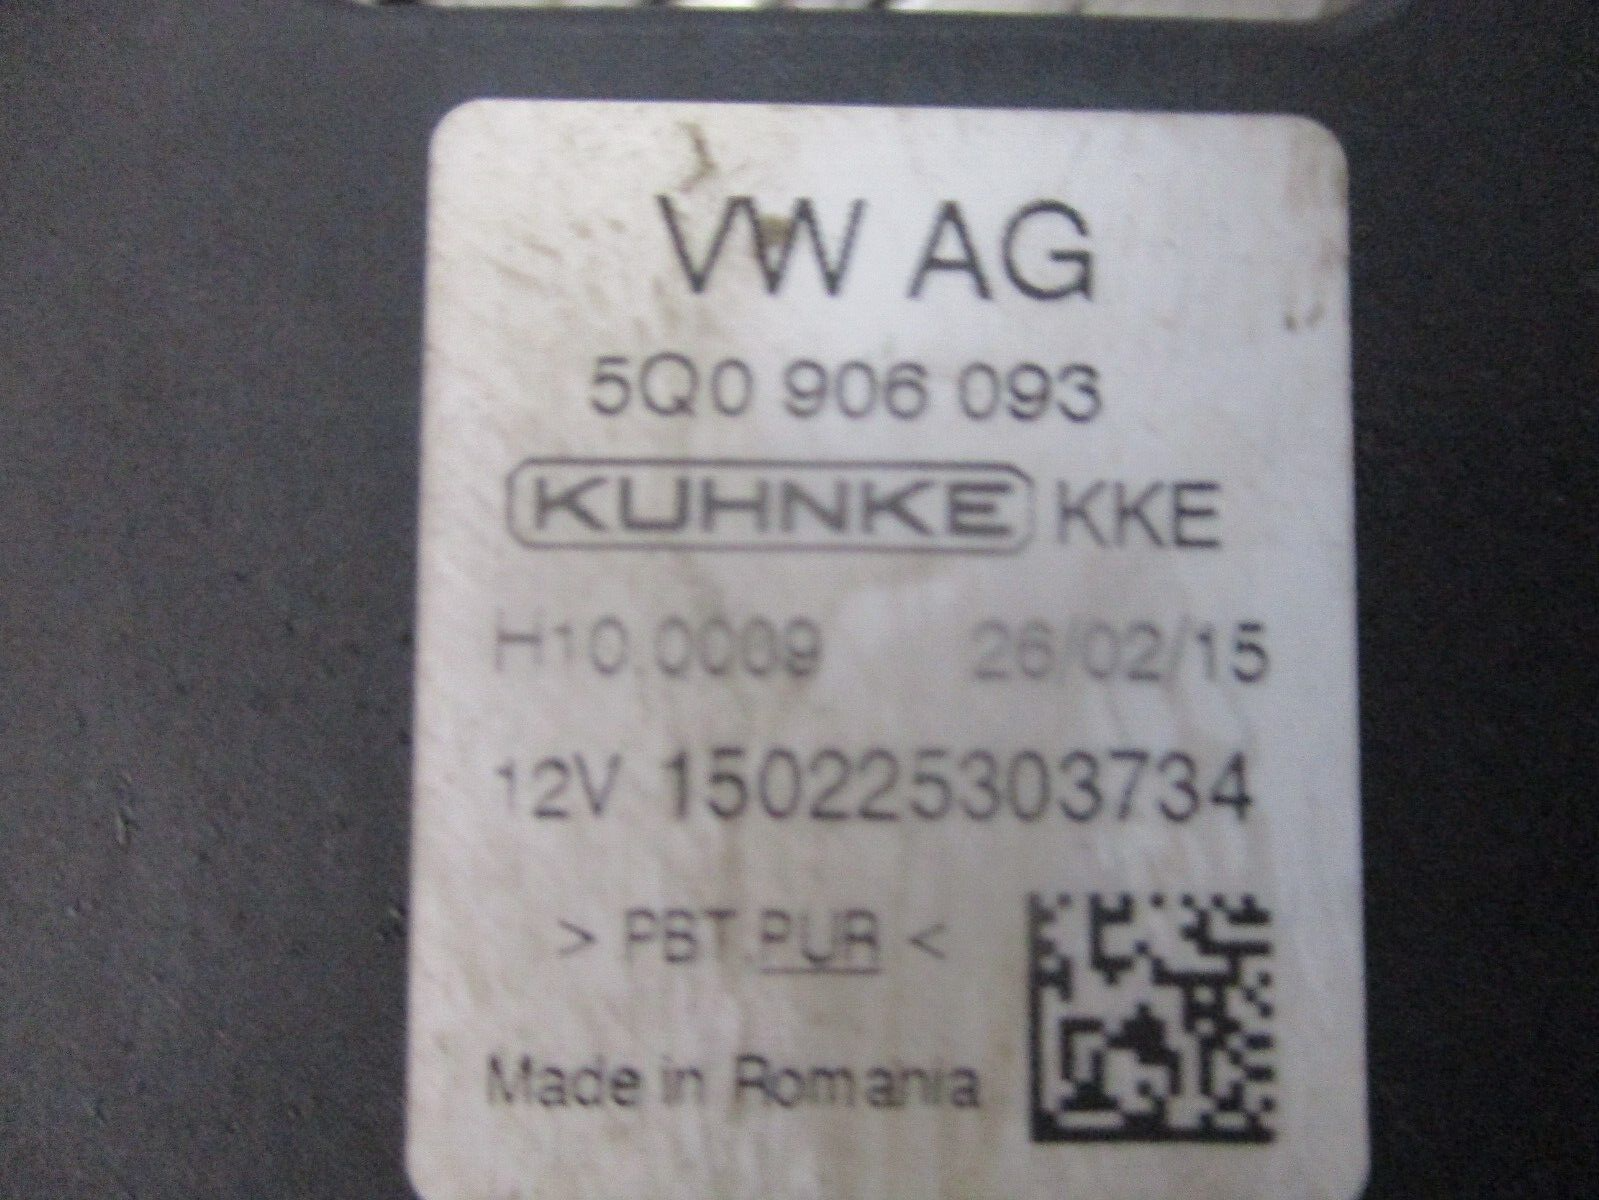 VW AG
5Q0 906 093
KUHNKE KKE
H10.0009 26/02/15
12V 150225303734
> PBT.PUR <
Made in Romania